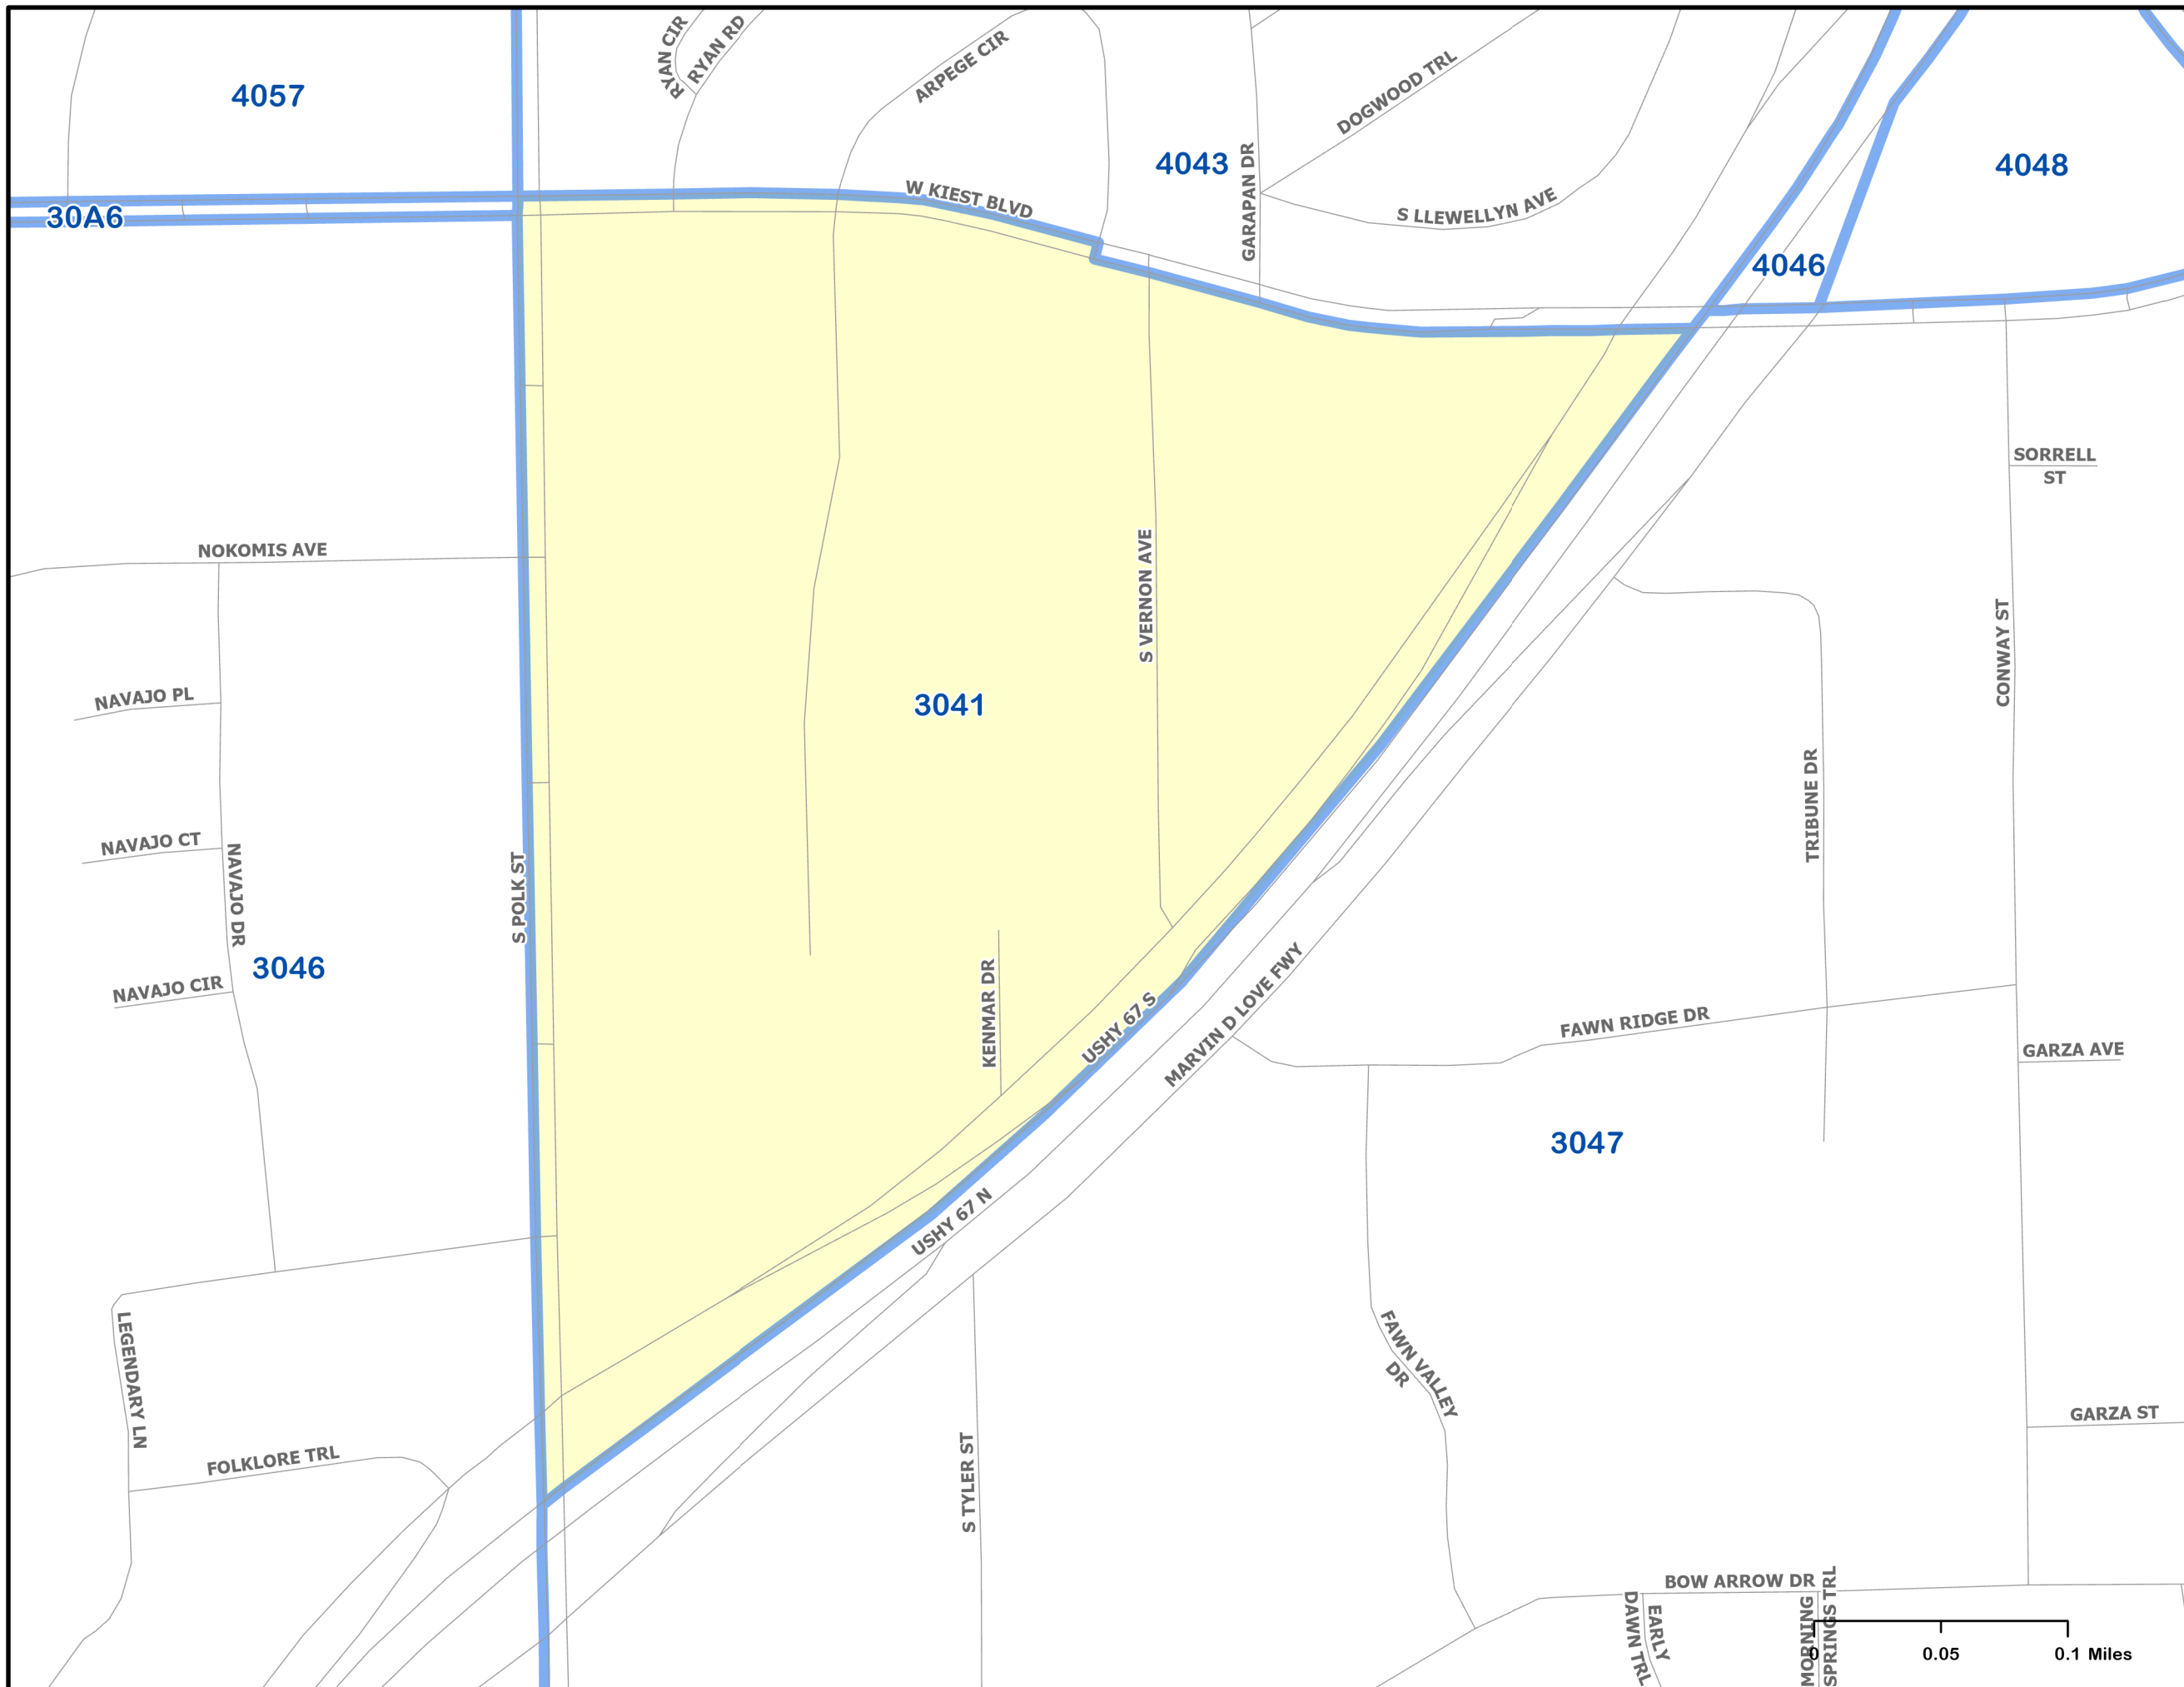 RYAN CIR
RYAN RD
ARPEGE CIR
DOGWOOD TRL
4057
4043
4048
GARAPAN DR
W KIEST BLVD
S LLEWELLYN AVE
30A6
4046
SORRELL
ST
NOKOMIS AVE
S VERNON AVE
CONWAY ST
NAVAJO PL
3041
TRIBUNE DR
NAVAJO CT
NAVAJO DR
S POLK ST
3046
NAVAJO CIR
KENMAR DR
USHY 67 S
MARVIN D LOVE FWY
FAWN RIDGE DR
GARZA AVE
3047
USHY 67 N
LEGENDARY LN
FAWN VALLEY
DR
GARZA ST
FOLKLORE TRL
S TYLER ST
BOW ARROW DR
EARLY
DAWN TRL
MORNING
SPRINGS TRL
0
0.05
0.1 Miles